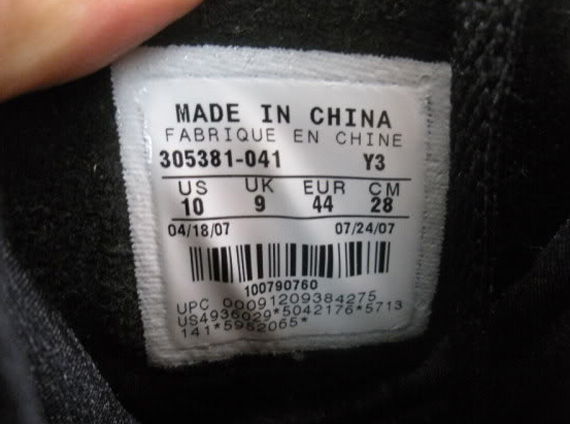 MADE IN CHINA
FABRIQUE EN CHINE
305381-041 Y3
US UK EUR CM
10 9 44 28
04/18/07 07/24/07
100790760
UPC 00091209384275
US4936029*5042176*5713
141*5952065*